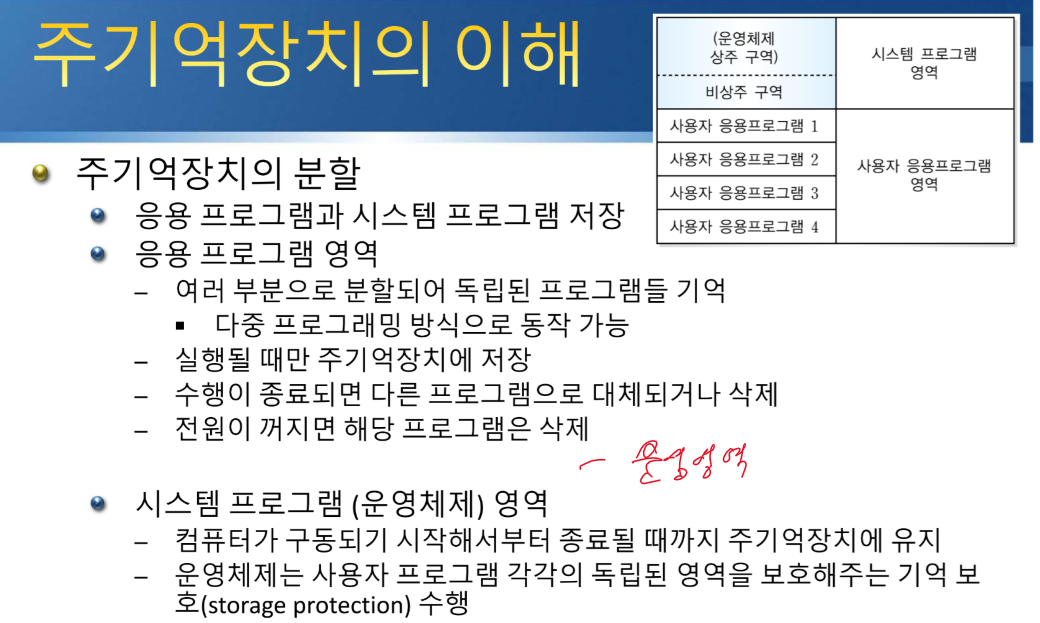 주기억장치의 이해
(운영체제
상주 구역)
비상주 구역
시스템 프로그램
영역
사용자 응용프로그램 1
사용자 응용프로그램 2
사용자 응용프로그램 3
사용자 응용프로그램 4
사용자 응용프로그램
영역
주기억장치의 분할
응용 프로그램과 시스템 프로그램 저장
응용 프로그램 영역
– 여러 부분으로 분할되어 독립된 프로그램들 기억
▪ 다중 프로그래밍 방식으로 동작 가능
– 실행될 때만 주기억장치에 저장
– 수행이 종료되면 다른 프로그램으로 대체되거나 삭제
– 전원이 꺼지면 해당 프로그램은 삭제
시스템 프로그램 (운영체제) 영역
– 컴퓨터가 구동되기 시작해서부터 종료될 때까지 주기억장치에 유지
– 운영체제는 사용자 프로그램 각각의 독립된 영역을 보호해주는 기억 보
호(storage protection) 수행